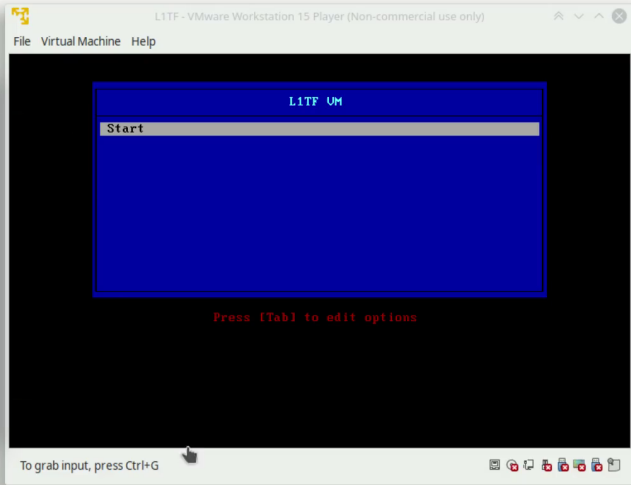 L1TF - VMware Workstation 15 Player (Non-commercial use only)
File Virtual Machine Help
L1TF VM
Start
Press [Tab] to edit options
To grab input, press Ctrl+G